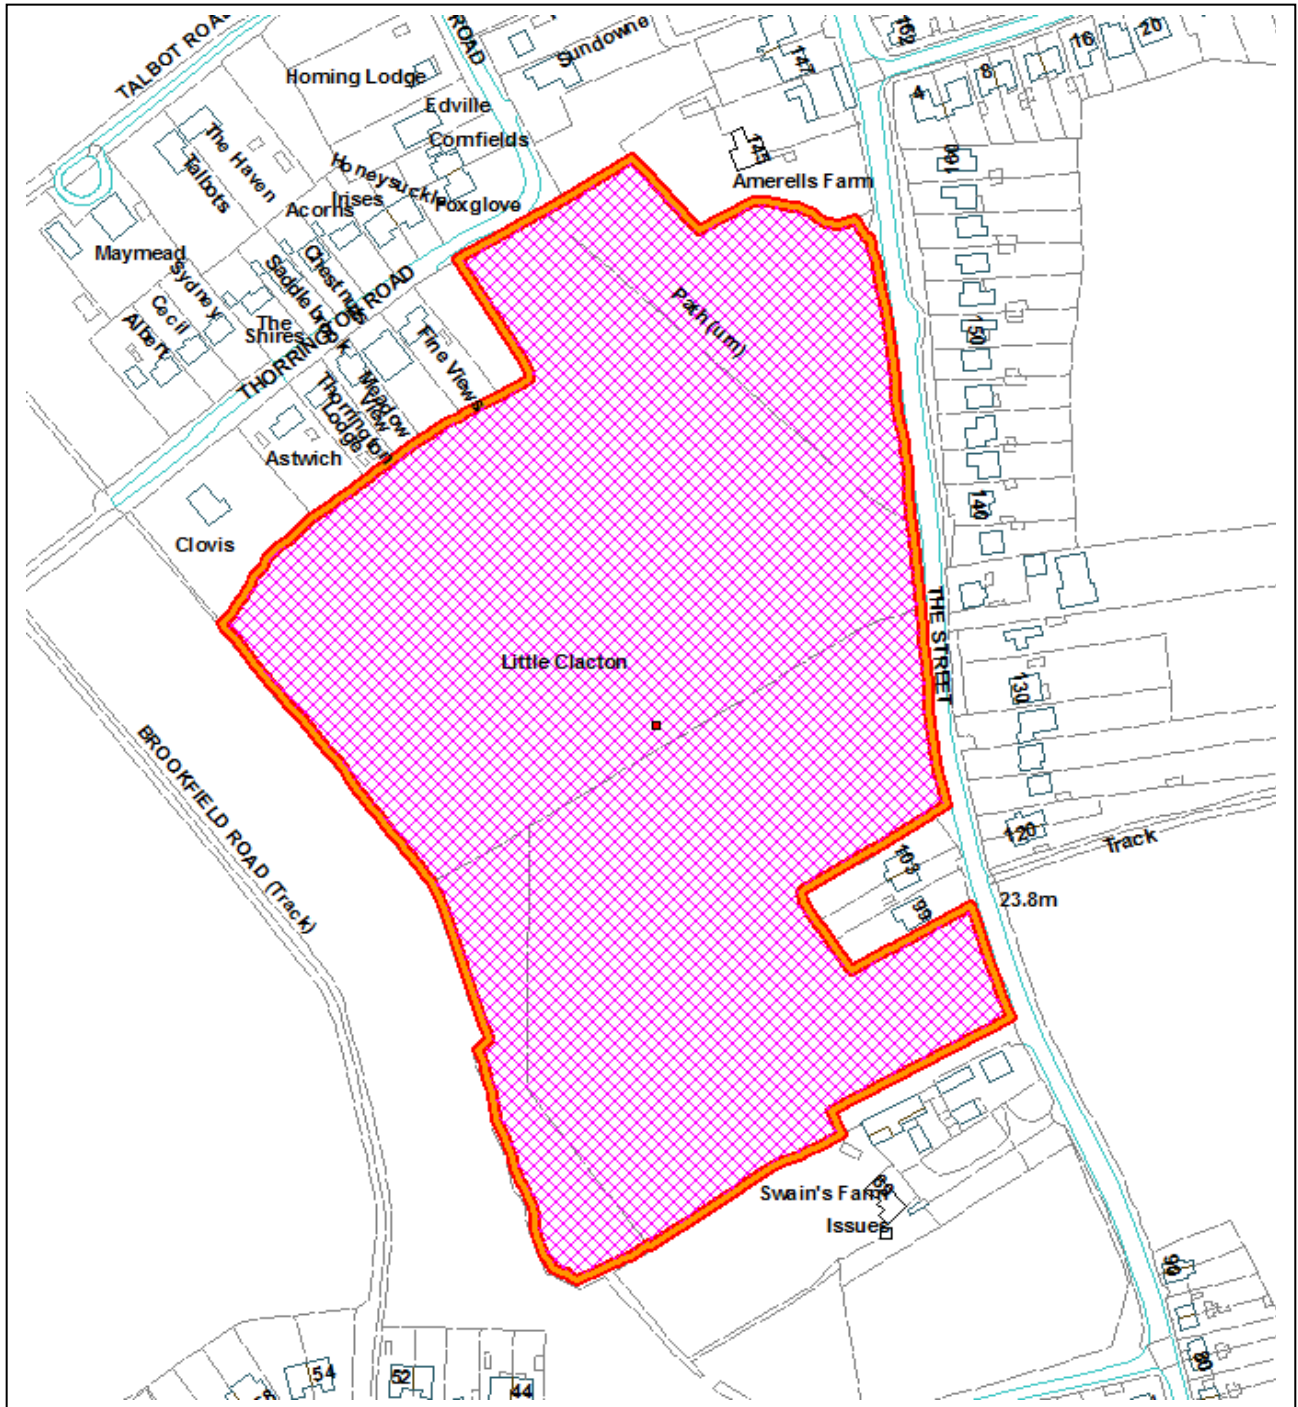 TALBOT ROAD
ROAD
Sundowne
162
16
20
147
8
4
Homing Lodge
Edville
Cornfields
The Haven
Talbots
Honeysuckle
Irises
Acorns
Foxglove
145
Amerells Farm
160
Maymead
Sydney
Cecil
Albert
Chestnuts
Saddlebrook
The
Shires
THORRINGTON ROAD
Path (um)
Fine Views
150
Meadow
View
Thorrington
Lodge
Astwich
Clovis
140
THE STREET
Little Clacton
130
BROOKFIELD ROAD (Track)
120
Track
103
99
23.8m
Swain's Farm
89
Issues
90
80
54
52
44